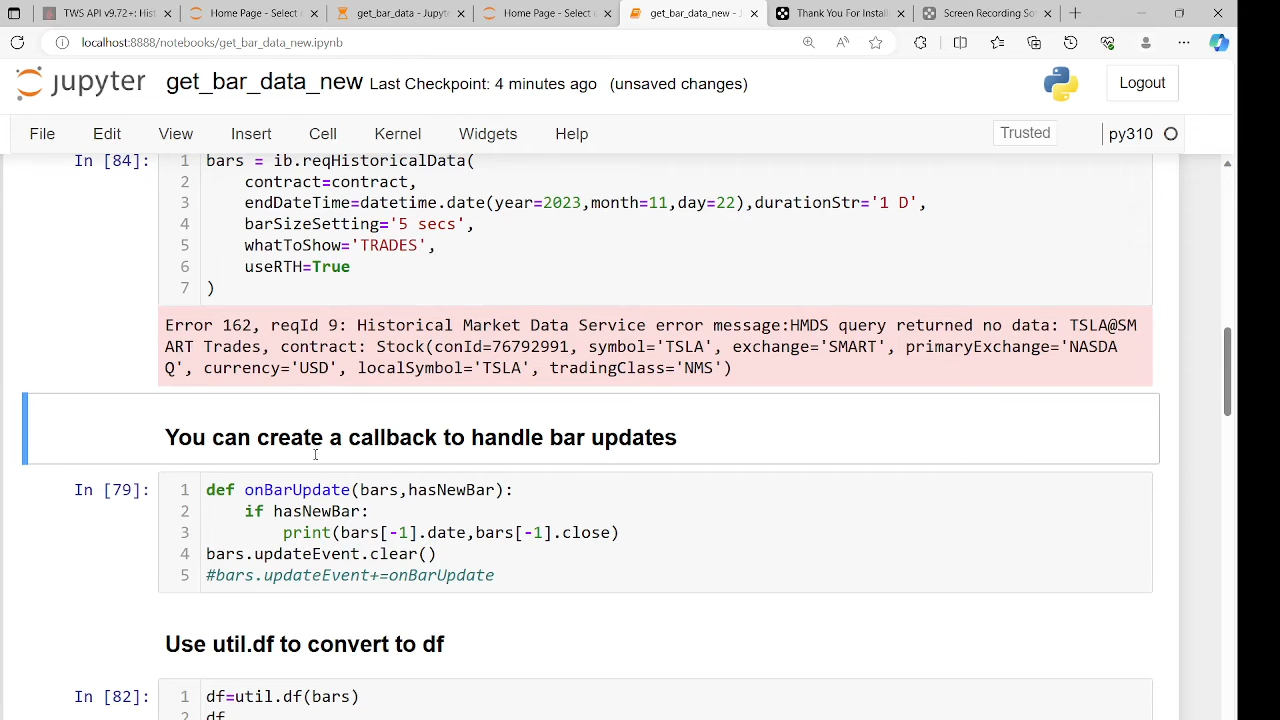 TWS API v9.72+: Hist
Home Page - Select
get_bar_data - Jupyte
Home Page - Select
get_bar_data_new - J
Thank You For Install
Screen Recording So
localhost:8888/notebooks/get_bar_data_new.ipynb
jupyter get_bar_data_new Last Checkpoint: 4 minutes ago (unsaved changes)
Logout
File Edit View Insert Cell Kernel Widgets Help
Trusted
py310
In [84]:
1 bars = ib.reqHistoricalData(
2 contract=contract,
3 endDateTime=datetime.date(year=2023,month=11,day=22),durationStr='1 D',
4 barSizeSetting='5 secs',
5 whatToShow='TRADES',
6 useRTH=True
7 )
Error 162, reqId 9: Historical Market Data Service error message:HMDS query returned no data: TSLA@SM
ART Trades, contract: Stock(conId=76792991, symbol='TSLA', exchange='SMART', primaryExchange='NASDA
Q', currency='USD', localSymbol='TSLA', tradingClass='NMS')
You can create a callback to handle bar updates
In [79]:
1 def onBarUpdate(bars,hasNewBar):
2 if hasNewBar:
3 print(bars[-1].date,bars[-1].close)
4 bars.updateEvent.clear()
5 #bars.updateEvent+=onBarUpdate
Use util.df to convert to df
In [82]:
1 df=util.df(bars)
2 df